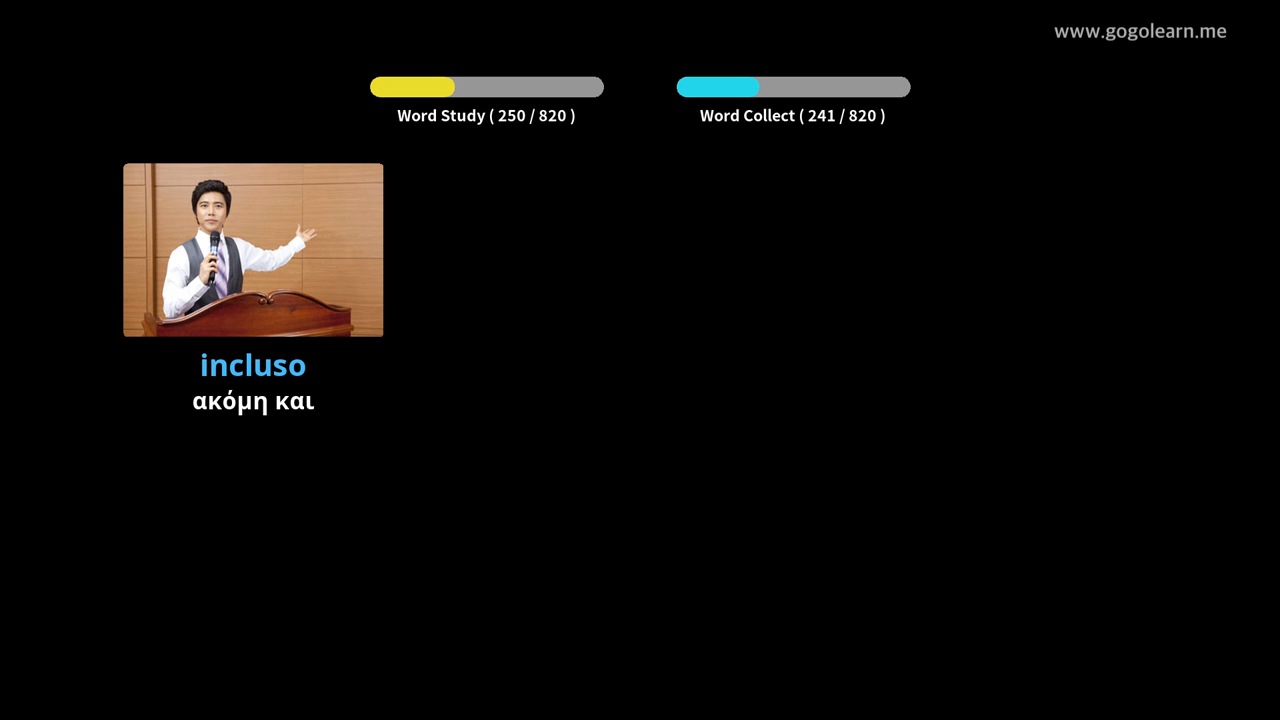 www.gogolearn.me
Word Study ( 250 / 820 )
Word Collect ( 241 / 820 )
incluso
ακόμη και